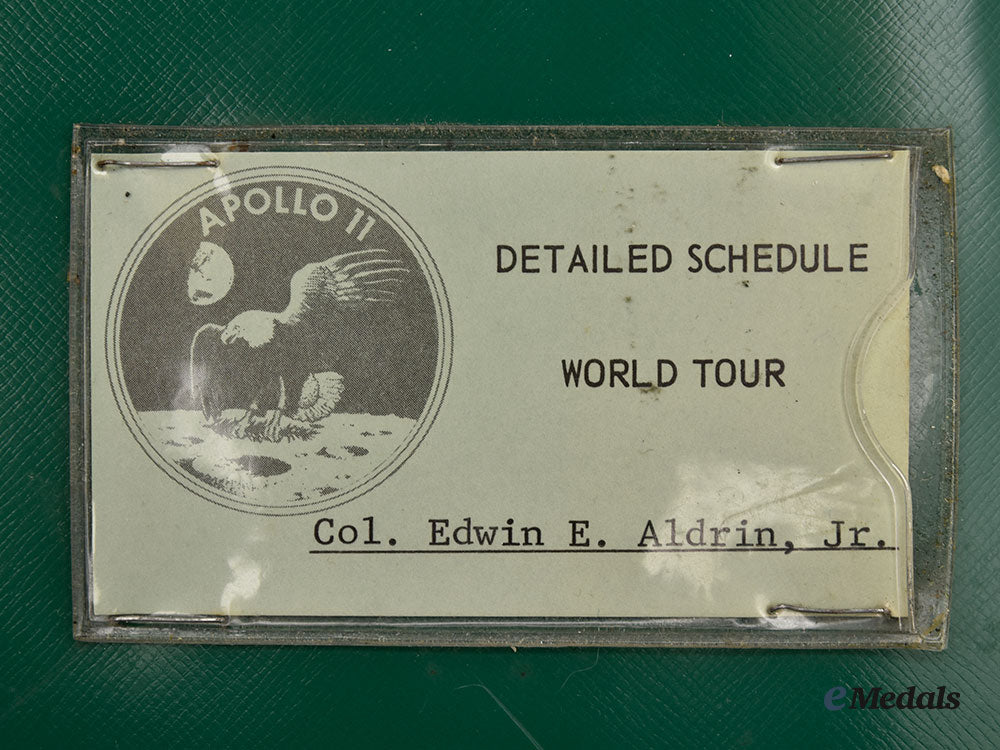 APOLLO 11
DETAILED SCHEDULE
WORLD TOUR
Col. Edwin E. Aldrin, Jr.
eMedals